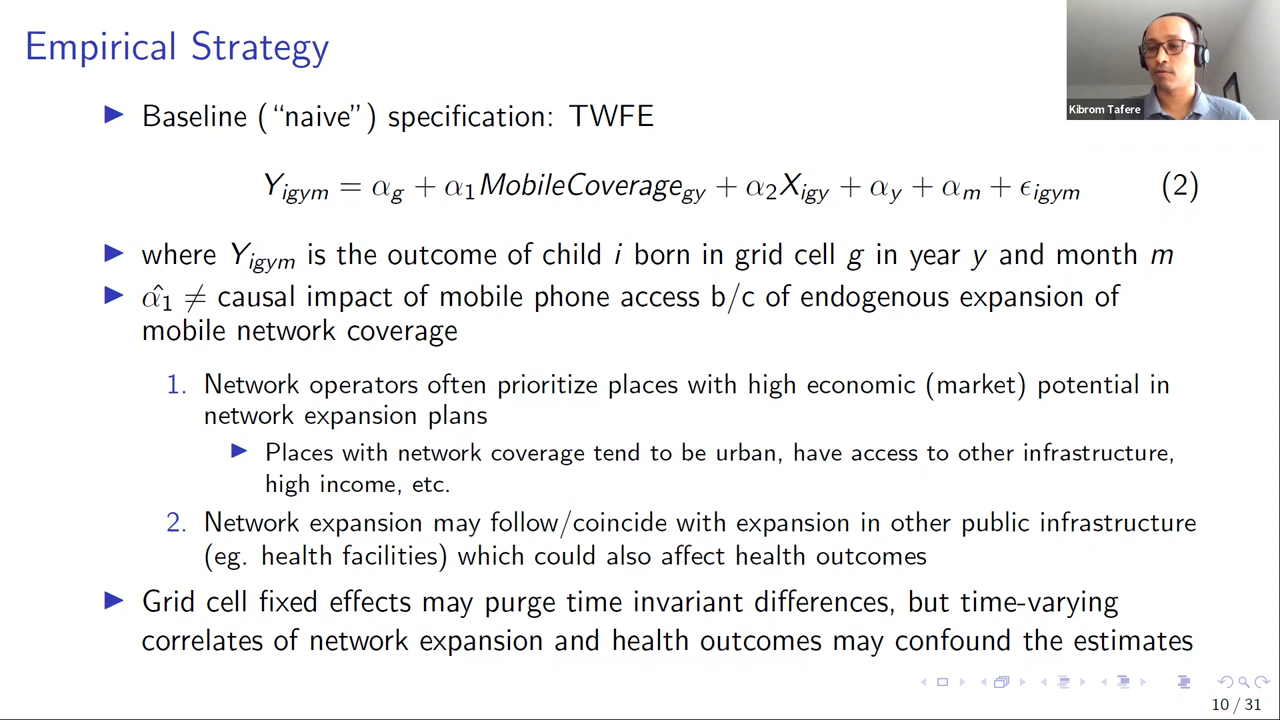 Empirical Strategy
Kibrom Tafere
▶ Baseline (“naive”) specification: TWFE
Y_igym = α_g + α_1 MobileCoverage_gy + α_2 X_igy + α_y + α_m + ϵ_igym (2)
▶ where Y_igym is the outcome of child i born in grid cell g in year y and month m
▶ α̂_1 ≠ causal impact of mobile phone access b/c of endogenous expansion of
mobile network coverage
1. Network operators often prioritize places with high economic (market) potential in
network expansion plans
▶ Places with network coverage tend to be urban, have access to other infrastructure,
high income, etc.
2. Network expansion may follow/coincide with expansion in other public infrastructure
(eg. health facilities) which could also affect health outcomes
▶ Grid cell fixed effects may purge time invariant differences, but time-varying
correlates of network expansion and health outcomes may confound the estimates
10 / 31